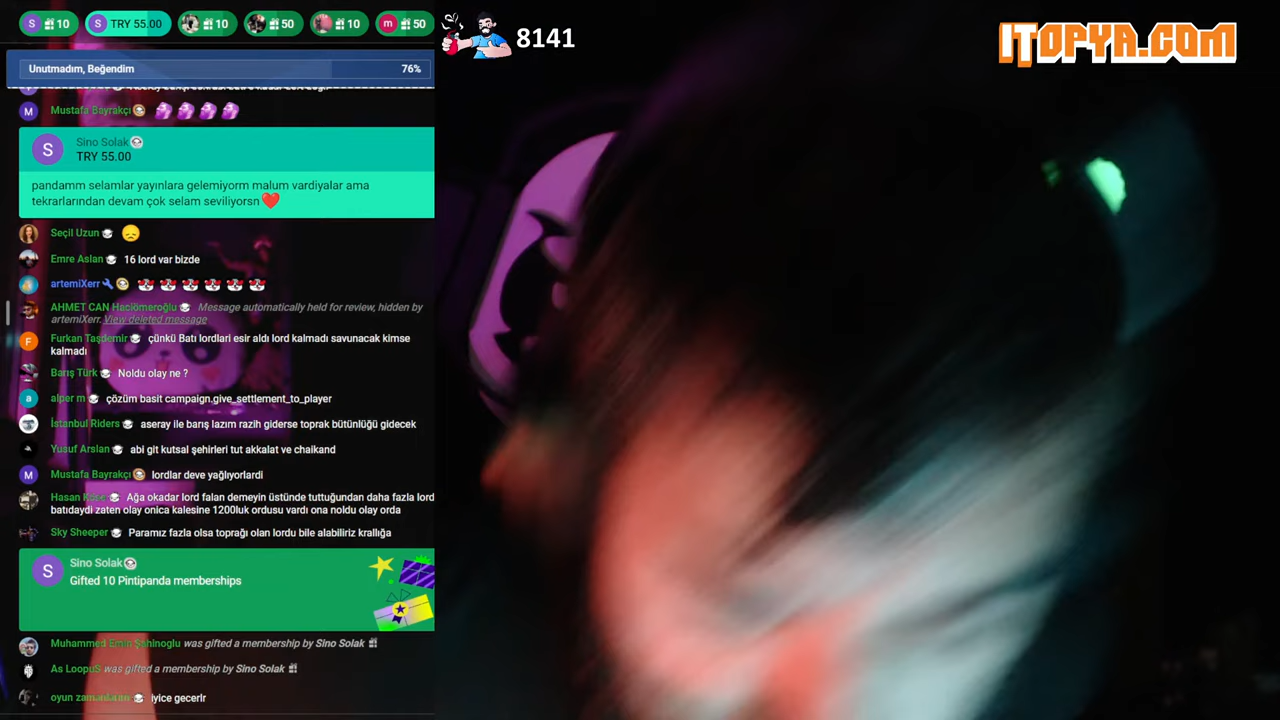 S 10
S TRY 55.00
10
50
10
m 50
8141
ITOPYA.COM
Unutmadım, Beğendim 76%
M Mustafa Bayrakçı
S Sino Solak
TRY 55.00
pandamm selamlar yayınlara gelemiyorm malum vardiyalar ama
tekrarlarından devam çok selam seviliyorsn
Seçil Uzun
Emre Aslan 16 lord var bizde
artemiXerr
AHMET CAN Haciömeroğlu Message automatically held for review, hidden by
artemiXerr. View deleted message
F Furkan Taşdemir çünkü Batı lordlari esir aldı lord kalmadı savunacak kimse
kalmadı
Barış Türk Noldu olay ne ?
a alper m çözüm basit campaign.give_settlement_to_player
İstanbul Riders aseray ile barış lazım razih giderse toprak bütünlüğü gidecek
Yusuf Arslan abi git kutsal şehirleri tut akkalat ve chaikand
M Mustafa Bayrakçı lordlar deve yağlıyorlardi
Hasan Ağa okadar lord falan demeyin üstünde tuttuğundan daha fazla lord
batıdaydi zaten olay onica kalesine 1200luk ordusu vardı ona noldu olay orda
Sky Sheeper Paramız fazla olsa toprağı olan lordu bile alabiliriz krallığa
S Sino Solak
Gifted 10 Pintipanda memberships
Muhammed Emin Şahinoglu was gifted a membership by Sino Solak
As LoopuS was gifted a membership by Sino Solak
oyun zamanı iyice gecerir